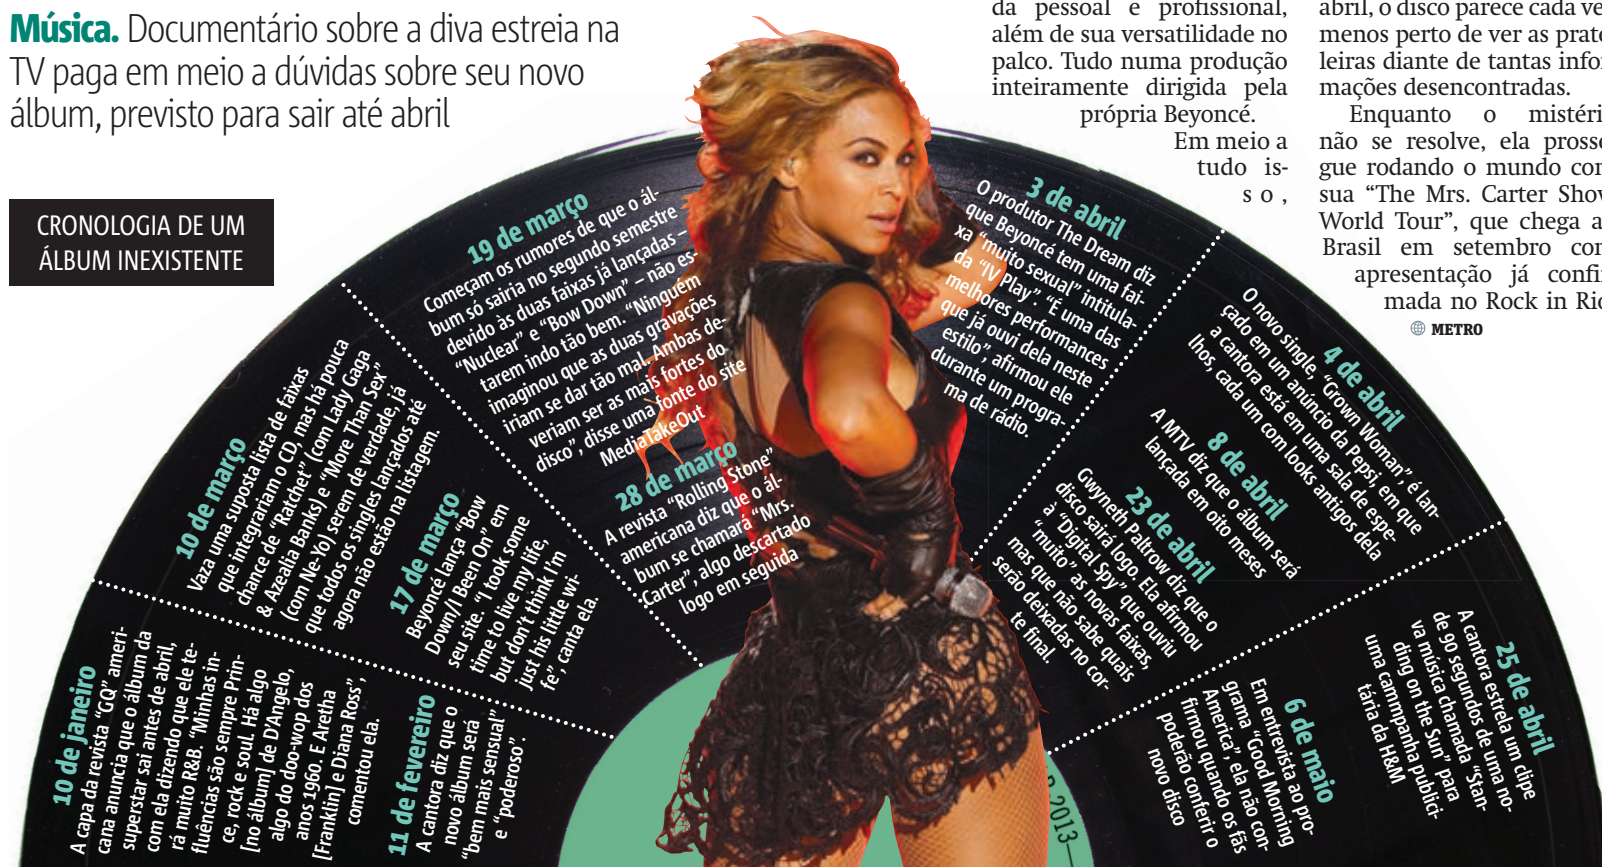 Música. Documentário sobre a diva estreia na
TV paga em meio a dúvidas sobre seu novo
álbum, previsto para sair até abril
CRONOLOGIA DE UM
ÁLBUM INEXISTENTE
10 de janeiro
A capa da revista “GQ” ameri-
cana anuncia que o álbum da
superstar sai antes de abril,
com ela dizendo que ele te-
rá muito R&B. “Minhas in-
fluências são sempre Prin-
ce, rock e soul. Há algo
[no álbum] de D’Angelo,
algo do doo-wop dos
anos 1960. E Aretha
[Franklin] e Diana Ross”,
comentou ela.
11 de fevereiro
A cantora diz que o
novo álbum será
“bem mais sensual”
e “poderoso”.
10 de março
Vaza uma suposta lista de faixas
que integrariam o CD, mas há pouca
chance de “Ratchet” (com Lady Gaga
& Azealia Banks) e “More Than Sex”
(com Ne-Yo) serem de verdade, já
que todos os singles lançados até
agora não estão na listagem.
17 de março
Beyoncé lança “Bow
Down/I Been On” em
seu site. “I took some
time to live my life,
but don’t think I’m
just his little wi-
fe”, canta ela.
19 de março
Começam os rumores de que o ál-
bum só sairia no segundo semestre
devido às duas faixas já lançadas –
“Nuclear” e “Bow Down” – não es-
tarem indo tão bem. “Ninguém
imaginou que as duas gravações
iriam se dar tão mal. Ambas de-
veriam ser as mais fortes do
disco”, disse uma fonte do site
MediaTakeOut
28 de março
A revista “Rolling Stone”
americana diz que o ál-
bum se chamará “Mrs.
Carter”, algo descartado
logo em seguida
3 de abril
O produtor The Dream diz
que Beyoncé tem uma fai-
xa “muito sexual” intitula-
da “IV Play” “É uma das
melhores performances
que já ouvi dela neste
estilo”, afirmou ele
durante um progra-
ma de rádio.
4 de abril
O novo single, “Grown Woman”, é lan-
çado em um anúncio da Pepsi, em que
a cantora está em uma sala de espe-
lhos, cada um com looks antigos dela
8 de abril
A MTV diz que o álbum será
lançada em oito meses
23 de abril
Gwyneth Paltrow diz que o
disco sairá logo. Ela afirmou
à “Digital Spy” que ouviu
“muito” as novas faixas,
mas que não sabe quais
serão deixadas no cor-
te final.
25 de abril
A cantora estrela um clipe
de 90 segundos de uma no-
va música chamada “Stan-
ding on the Sun” para
uma cammpanha publici-
tária da H&M
6 de maio
Em entrevista ao pro-
grama “Good Morning
America”, ela não con-
firmou quando os fãs
poderão conferir o
novo disco
2013—
da pessoal e profissional,
além de sua versatilidade no
palco. Tudo numa produção
inteiramente dirigida pela
própria Beyoncé.
Em meio a
tudo is-
so,
abril, o disco parece cada ve
menos perto de ver as prate
leiras diante de tantas infor
mações desencontradas.
Enquanto o mistéri
não se resolve, ela prosse
gue rodando o mundo con
sua “The Mrs. Carter Show
World Tour”, que chega a
Brasil em setembro con
apresentação já confir
mada no Rock in Rio
METRO